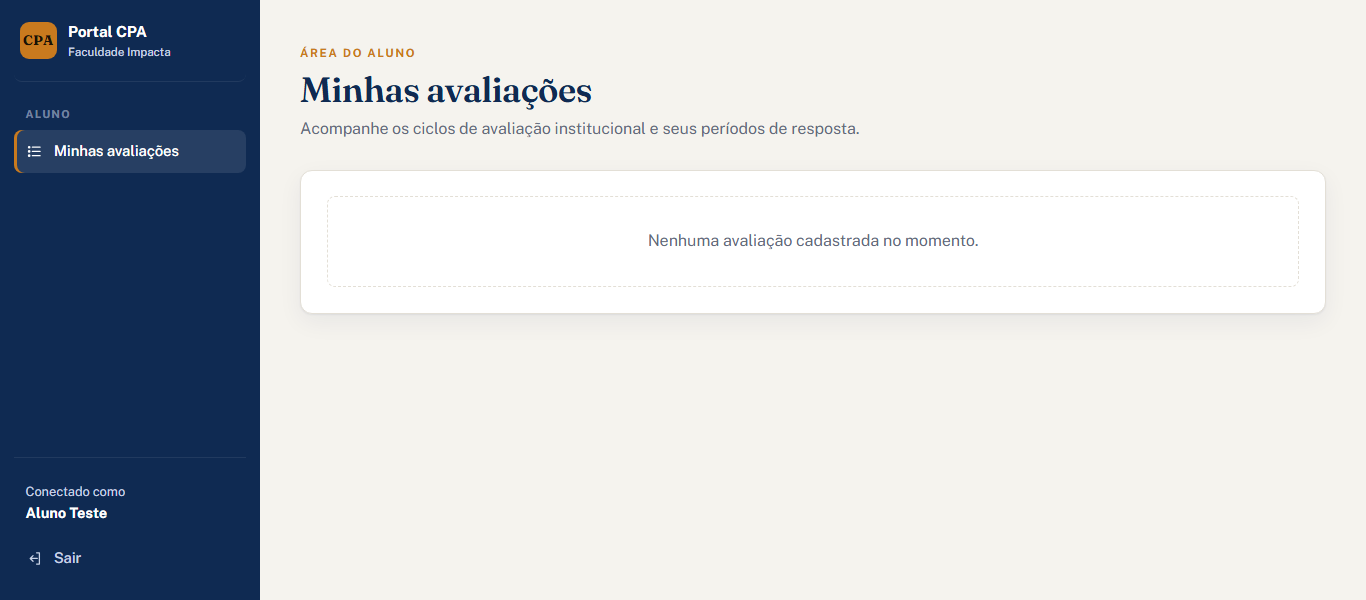 CPA
Portal CPA
Faculdade Impacta
ALUNO
Minhas avaliações
Conectado como
Aluno Teste
Sair
ÁREA DO ALUNO
Minhas avaliações
Acompanhe os ciclos de avaliação institucional e seus períodos de resposta.
Nenhuma avaliação cadastrada no momento.